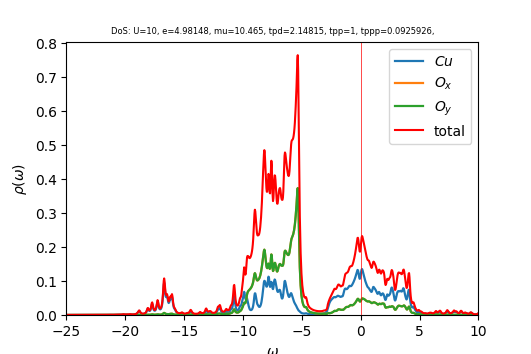 DoS: U=10, e=4.98148, mu=10.465, tpd=2.14815, tpp=1, tppp=0.0925926,
0.8
0.7
0.6
0.5
0.4
0.3
0.2
0.1
0.0
ρ(ω)
Cu
Oₓ
O_y
total
−25 −20 −15 −10 −5 0 5 10
ω